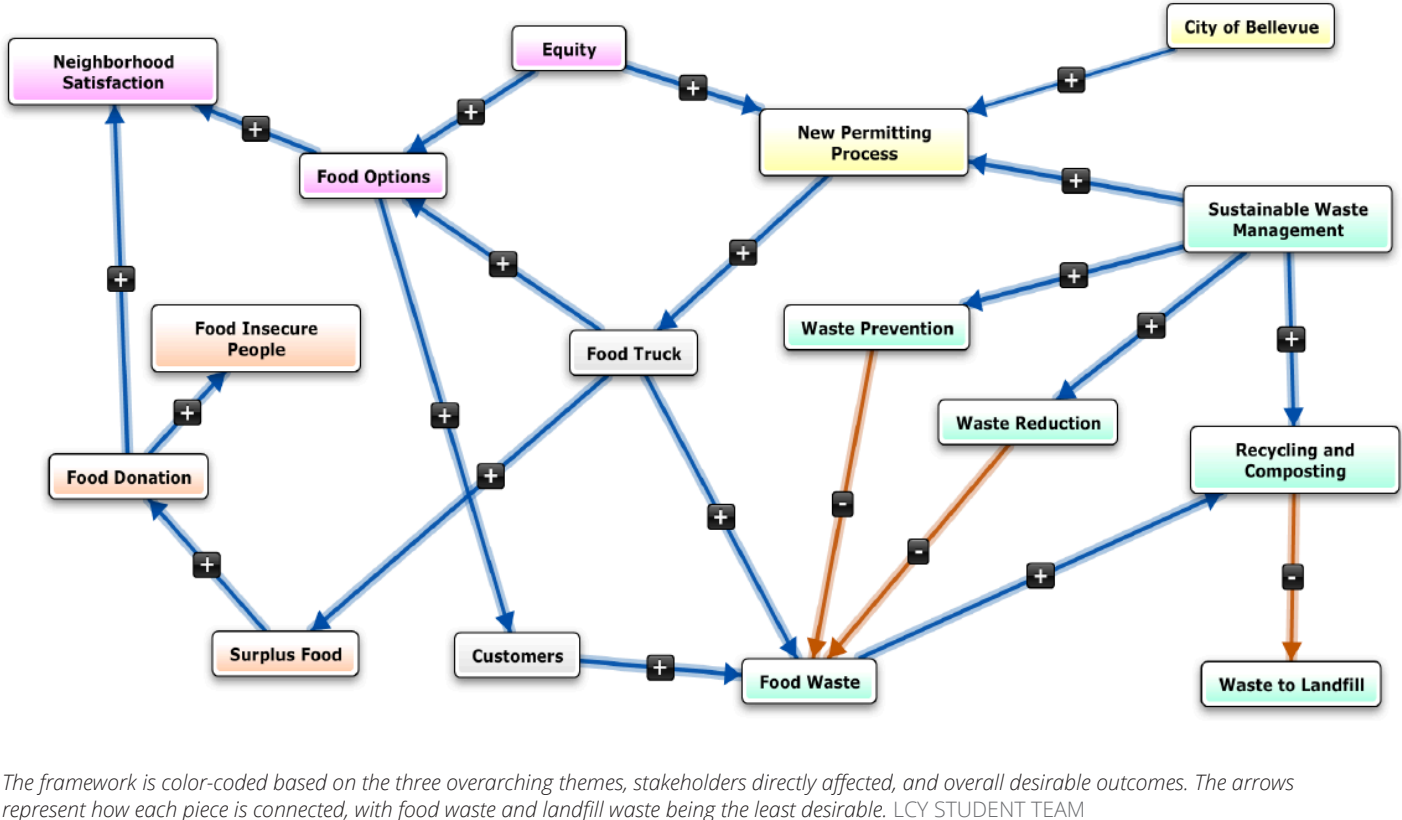 City of Bellevue
Equity
Neighborhood
Satisfaction
+
+
+
+
New Permitting
Process
Food Options
+
Sustainable Waste
Management
+
+
+
+
Food Insecure
People
Waste Prevention
+
+
Food Truck
+
+
Waste Reduction
Recycling and
Composting
Food Donation
+
-
+
-
+
+
-
Surplus Food
Customers
+
Food Waste
Waste to Landfill
The framework is color-coded based on the three overarching themes, stakeholders directly affected, and overall desirable outcomes. The arrows
represent how each piece is connected, with food waste and landfill waste being the least desirable. LCY STUDENT TEAM